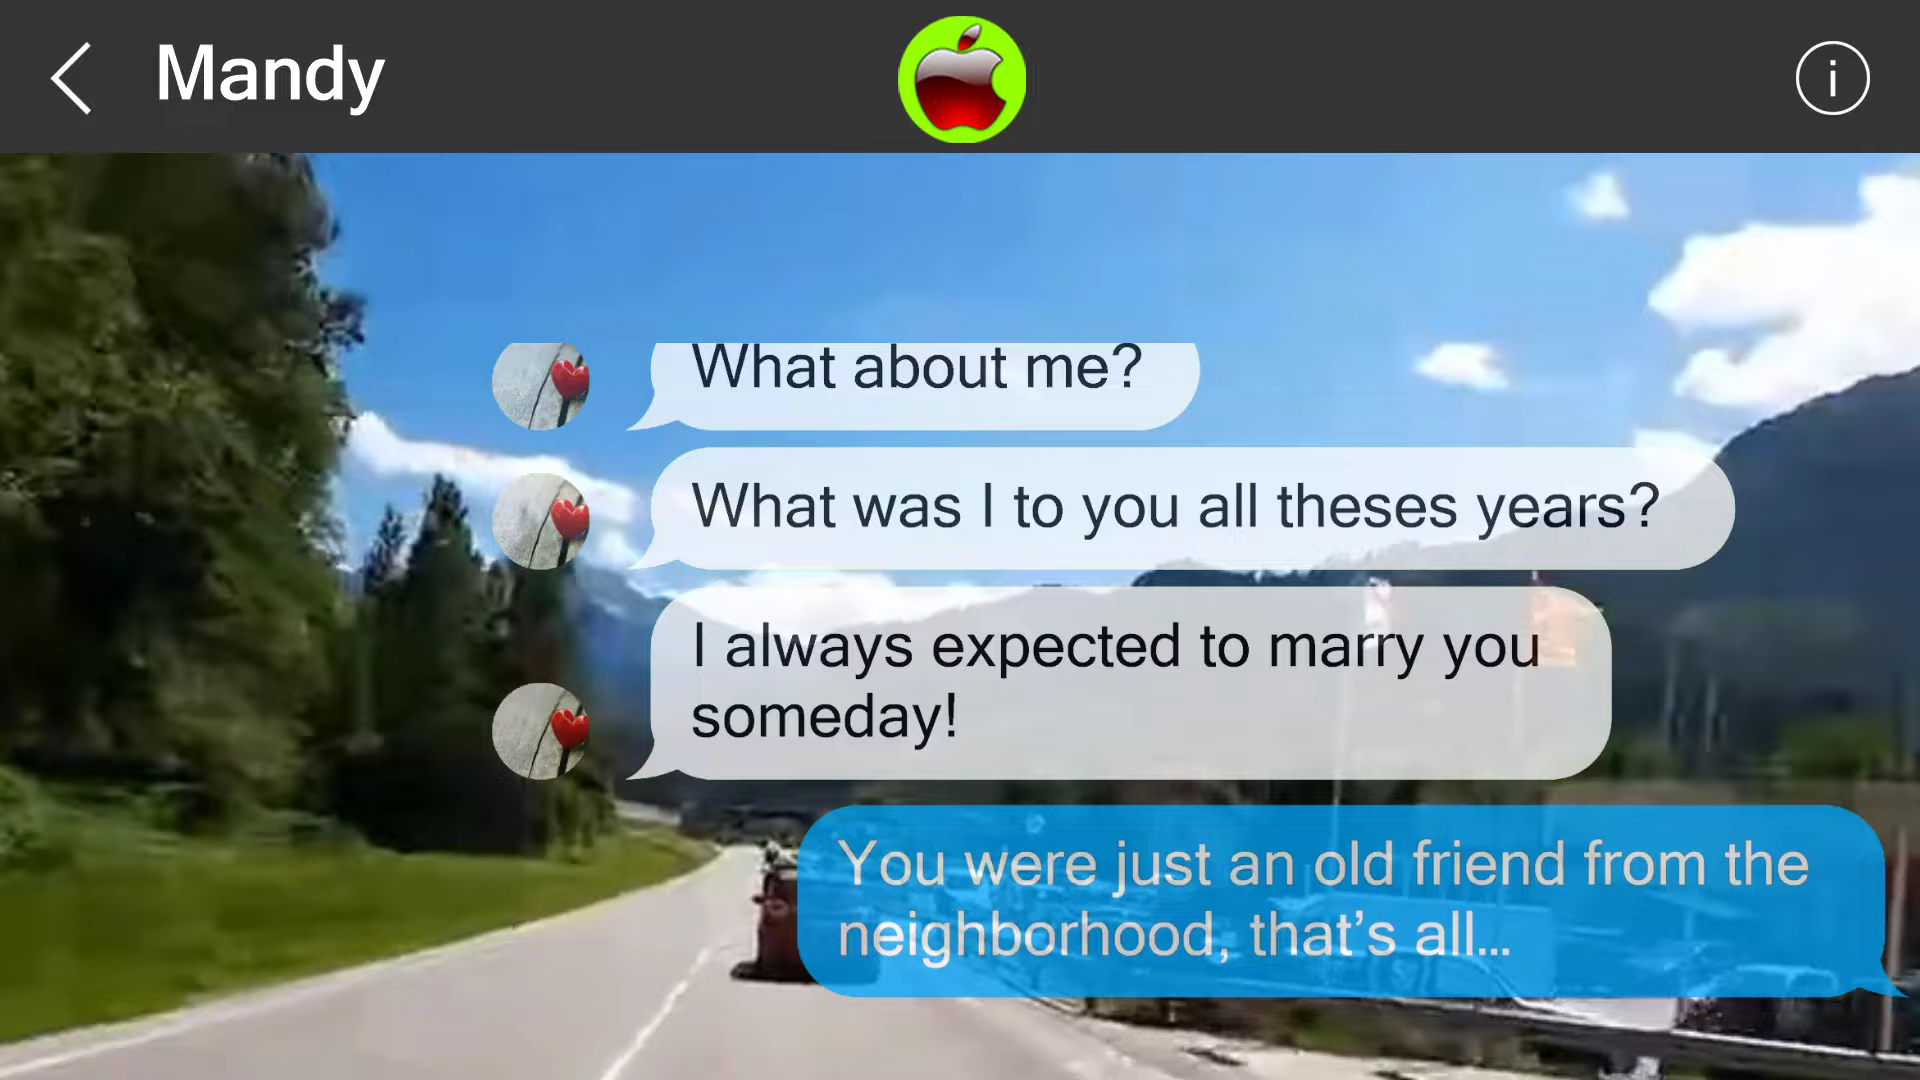 Mandy
What about me?
What was I to you all theses years?
I always expected to marry you
someday!
You were just an old friend from the
neighborhood, that’s all...